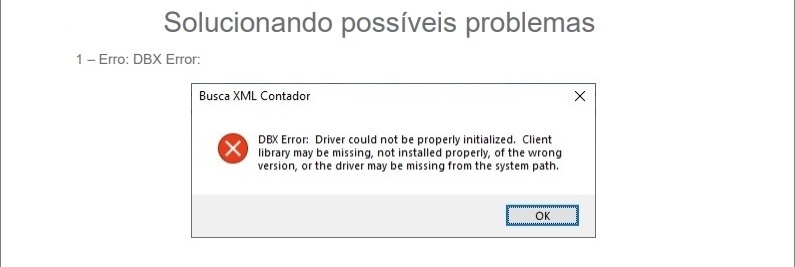 Solucionando possíveis problemas
1 – Erro: DBX Error:
Busca XML Contador
DBX Error: Driver could not be properly initialized. Client
library may be missing, not installed properly, of the wrong
version, or the driver may be missing from the system path.
OK